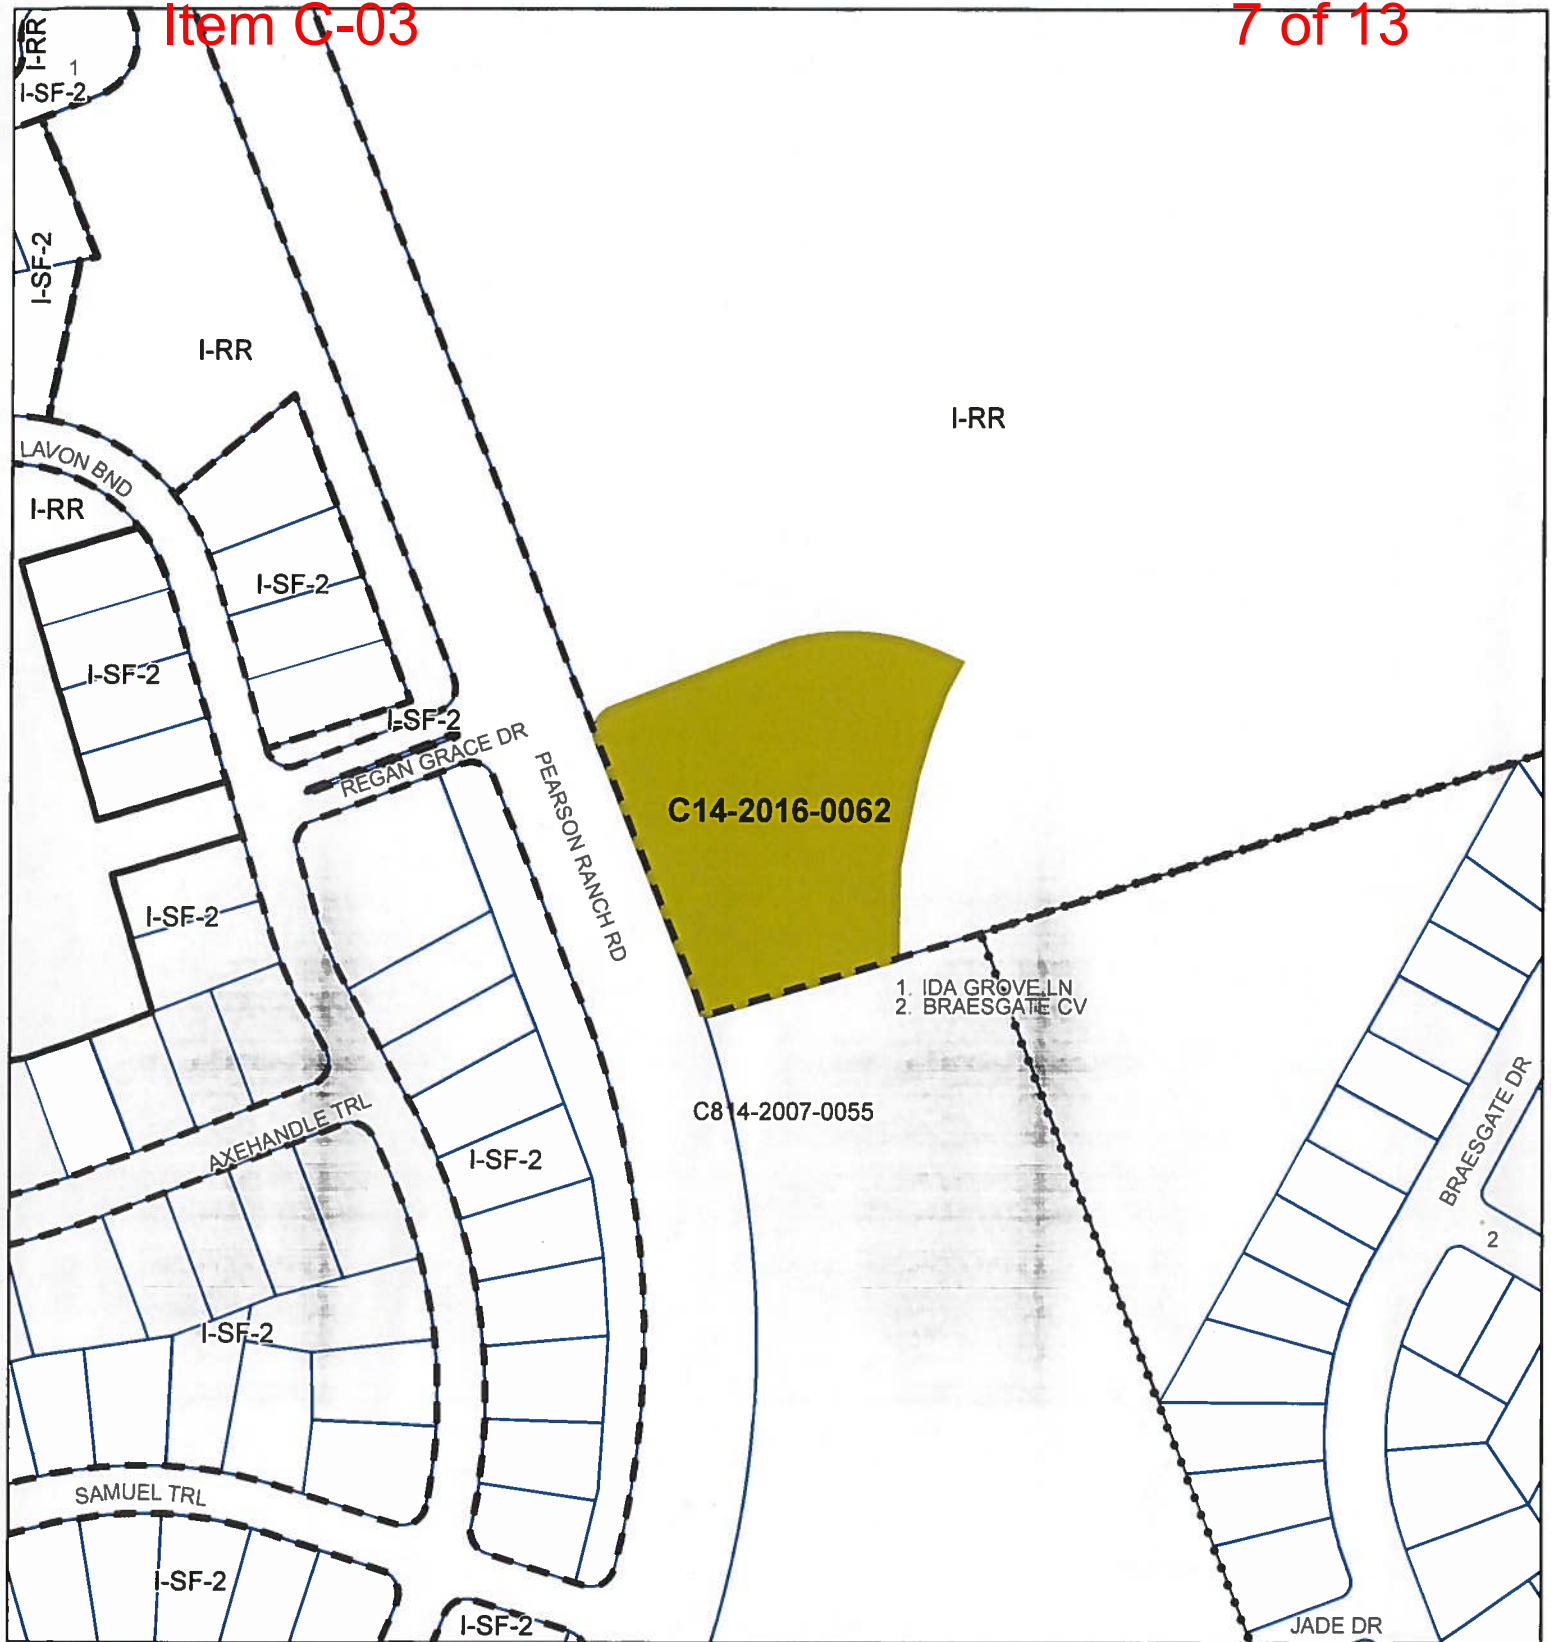 Item C-03
7 of 13
I-RR
1
I-SF-2
I-SF-2
I-RR
I-RR
LAVON BND
I-RR
I-SF-2
I-SF-2
I-SF-2
REGAN GRACE DR
PEARSON RANCH RD
C14-2016-0062
I-SF-2
1. IDA GROVE LN
2. BRAESGATE CV
C814-2007-0055
AXEHANDLE TRL
I-SF-2
BRAESGATE DR
2
I-SF-2
SAMUEL TRL
I-SF-2
I-SF-2
JADE DR